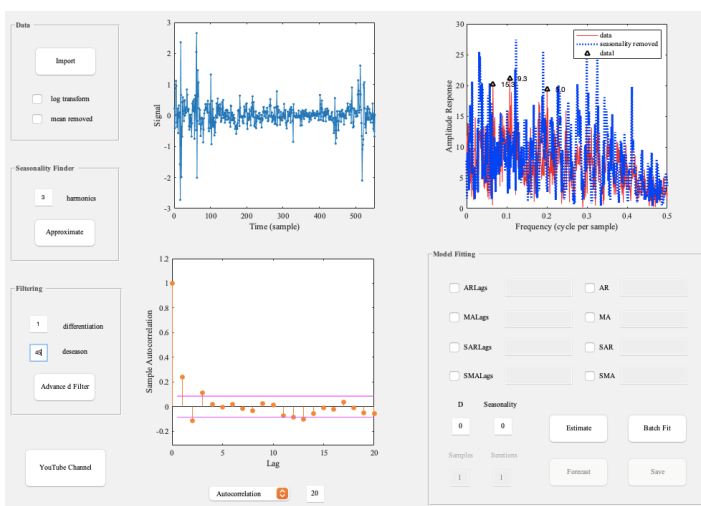 Data
Import
log transform
mean removed
Seasonality Finder
3 harmonics
Approximate
Filtering
1 differentiation
45 deseason
Advance d Filter
YouTube Channel
3
2
1
0
-1
-2
-3
Signal
0 100 200 300 400 500
Time (sample)
30
25
20
15
10
5
0
Amplitude Response
data
seasonality removed
data1
15.3
9.3
0 0.1 0.2 0.3 0.4 0.5
Frequency (cycle per sample)
1.2
1
0.8
0.6
0.4
0.2
0
-0.2
Sample Autocorrelation
0 5 10 15 20
Lag
Autocorrelation 20
Model Fitting
ARLags AR
MALags MA
SARLags SAR
SMALags SMA
D Seasonality
0 0 Estimate Batch Fit
Samples Iterations
1 1 Forecast Save